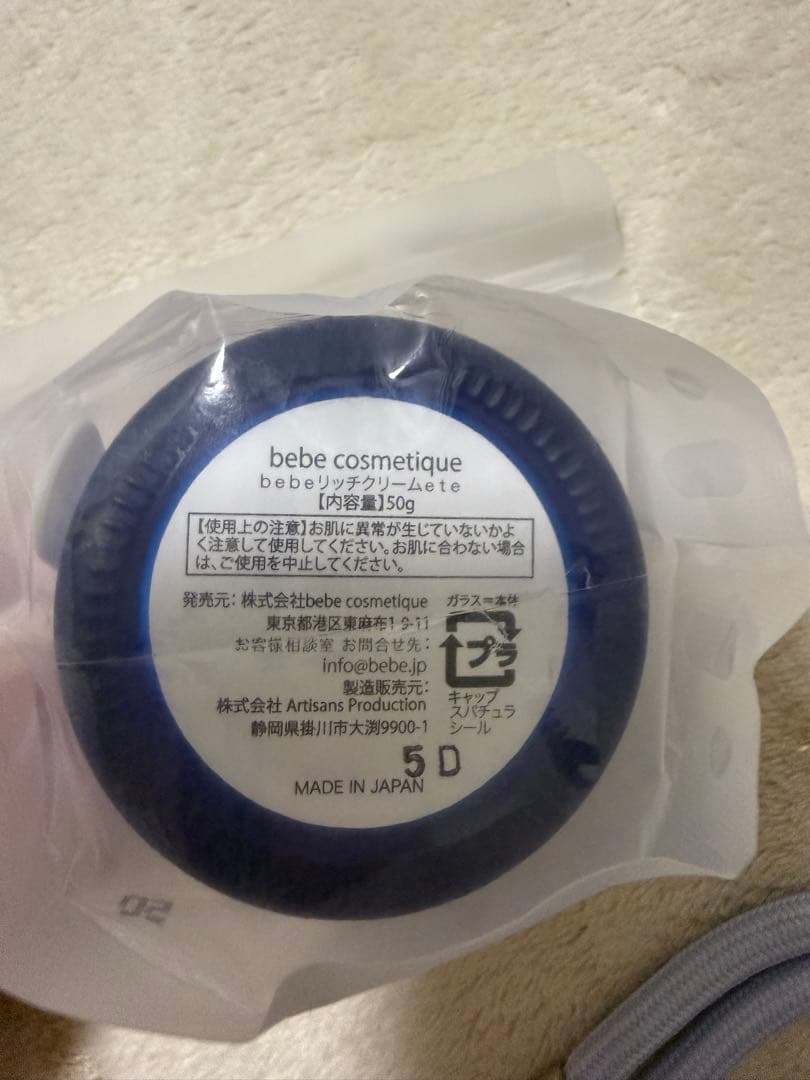 bebe cosmetique
bebeリッチクリームete
【内容量】50g
【使用上の注意】お肌に異常が生じていないかよ
く注意して使用してください。お肌に合わない場合
は、ご使用を中止してください。
発売元：株式会社bebe cosmetique
東京都港区東麻布1-9-11
お客様相談室 お問合せ先：
info@bebe.jp
製造販売元：
株式会社 Artisans Production
静岡県掛川市大渕9900-1
ガラス＝本体
プラ
キャップ
スパチュラ
シール
5 D
MADE IN JAPAN